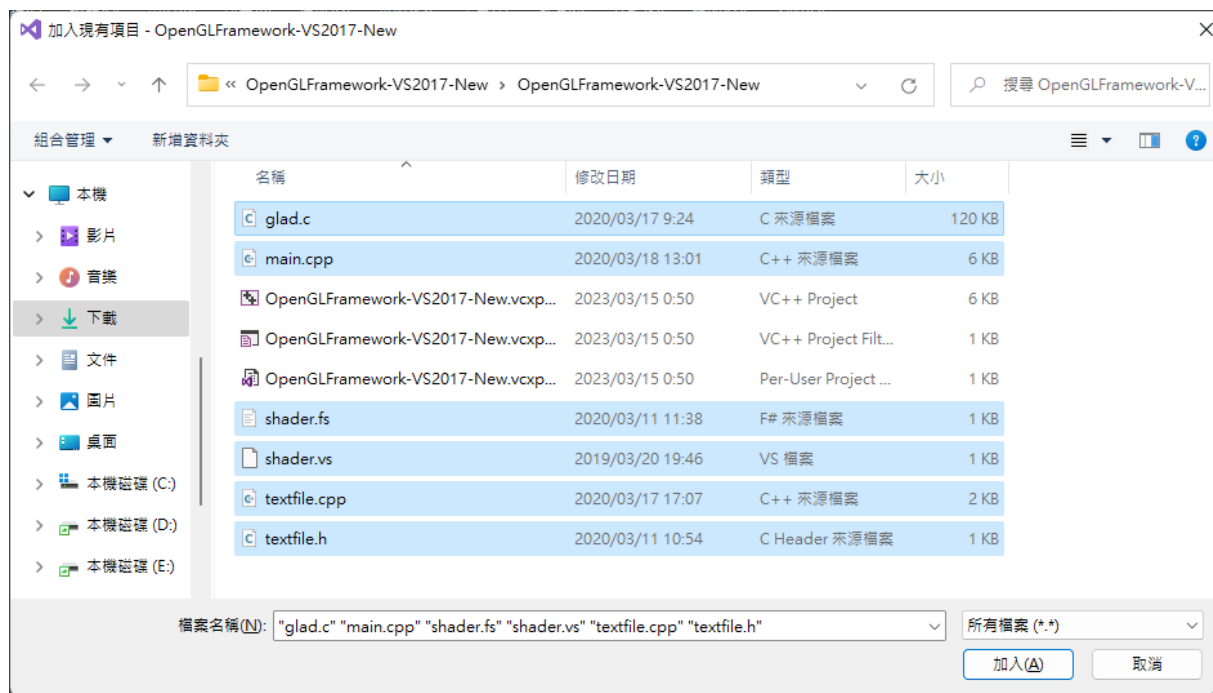 加入現有項目 - OpenGLFramework-VS2017-New
« OpenGLFramework-VS2017-New › OpenGLFramework-VS2017-New
搜尋 OpenGLFramework-V...
組合管理 新增資料夾
名稱 修改日期 類型 大小
本機
影片
音樂
下載
文件
圖片
桌面
本機磁碟 (C:)
本機磁碟 (D:)
本機磁碟 (E:)
glad.c 2020/03/17 9:24 C 來源檔案 120 KB
main.cpp 2020/03/18 13:01 C++ 來源檔案 6 KB
OpenGLFramework-VS2017-New.vcxp... 2023/03/15 0:50 VC++ Project 6 KB
OpenGLFramework-VS2017-New.vcxp... 2023/03/15 0:50 VC++ Project Filt... 1 KB
OpenGLFramework-VS2017-New.vcxp... 2023/03/15 0:50 Per-User Project ... 1 KB
shader.fs 2020/03/11 11:38 F# 來源檔案 1 KB
shader.vs 2019/03/20 19:46 VS 檔案 1 KB
textfile.cpp 2020/03/17 17:07 C++ 來源檔案 2 KB
textfile.h 2020/03/11 10:54 C Header 來源檔案 1 KB
檔案名稱(N): "glad.c" "main.cpp" "shader.fs" "shader.vs" "textfile.cpp" "textfile.h"
所有檔案 (*.*)
加入(A) 取消